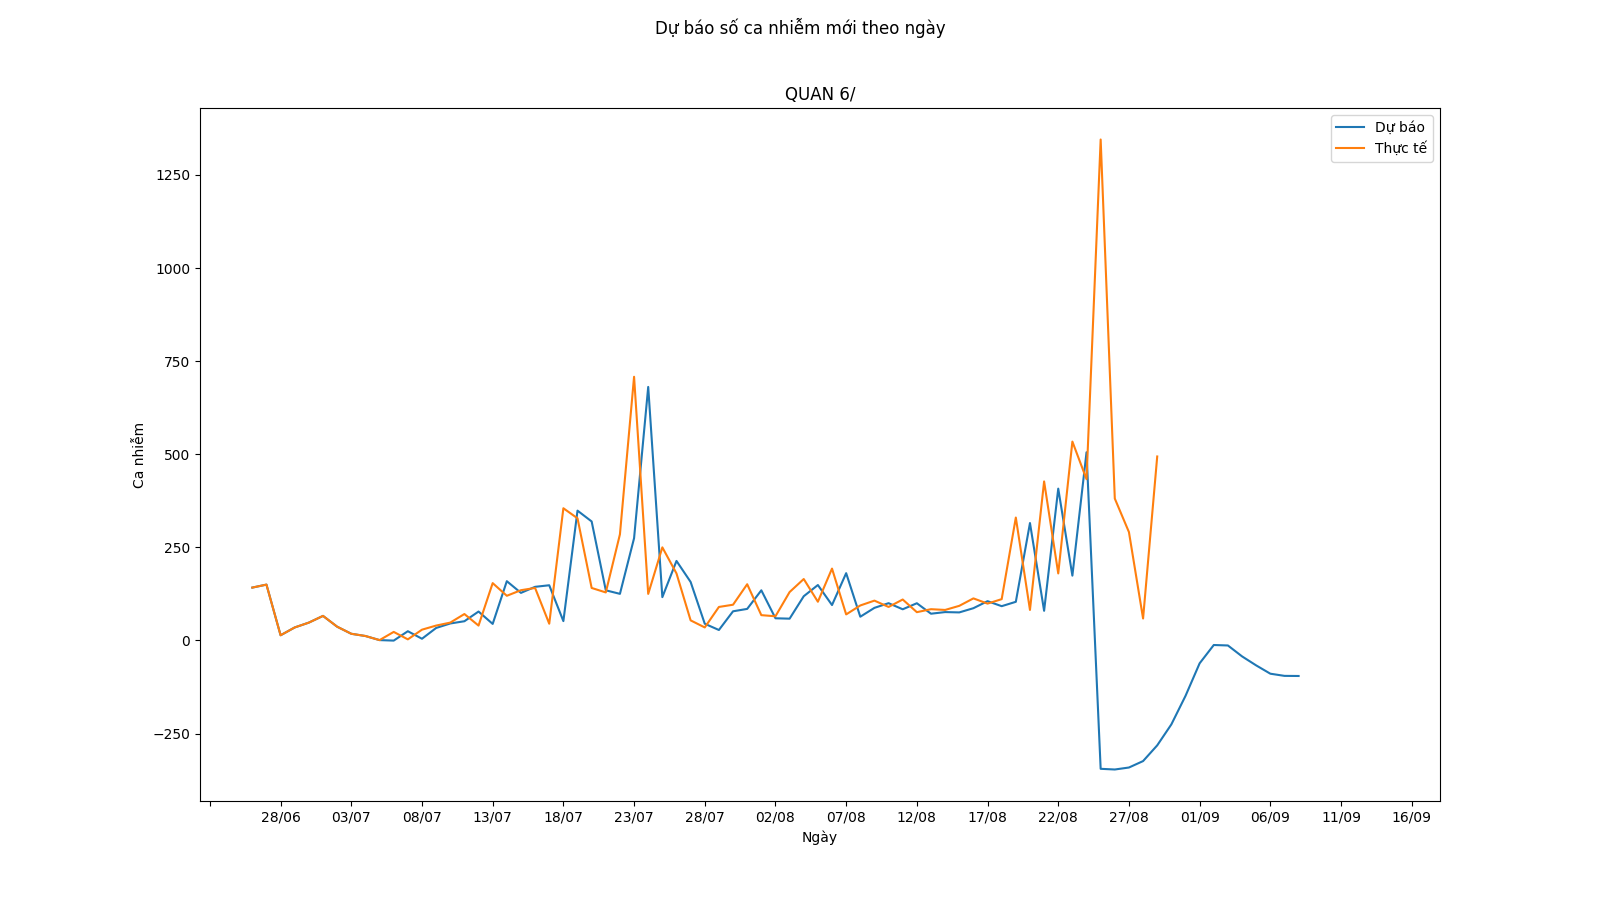 Dự báo số ca nhiễm mới theo ngày
QUAN 6/
Dự báo
Thực tế
1250
1000
750
500
250
0
−250
Ca nhiễm
28/06 03/07 08/07 13/07 18/07 23/07 28/07 02/08 07/08 12/08 17/08 22/08 27/08 01/09 06/09 11/09 16/09
Ngày